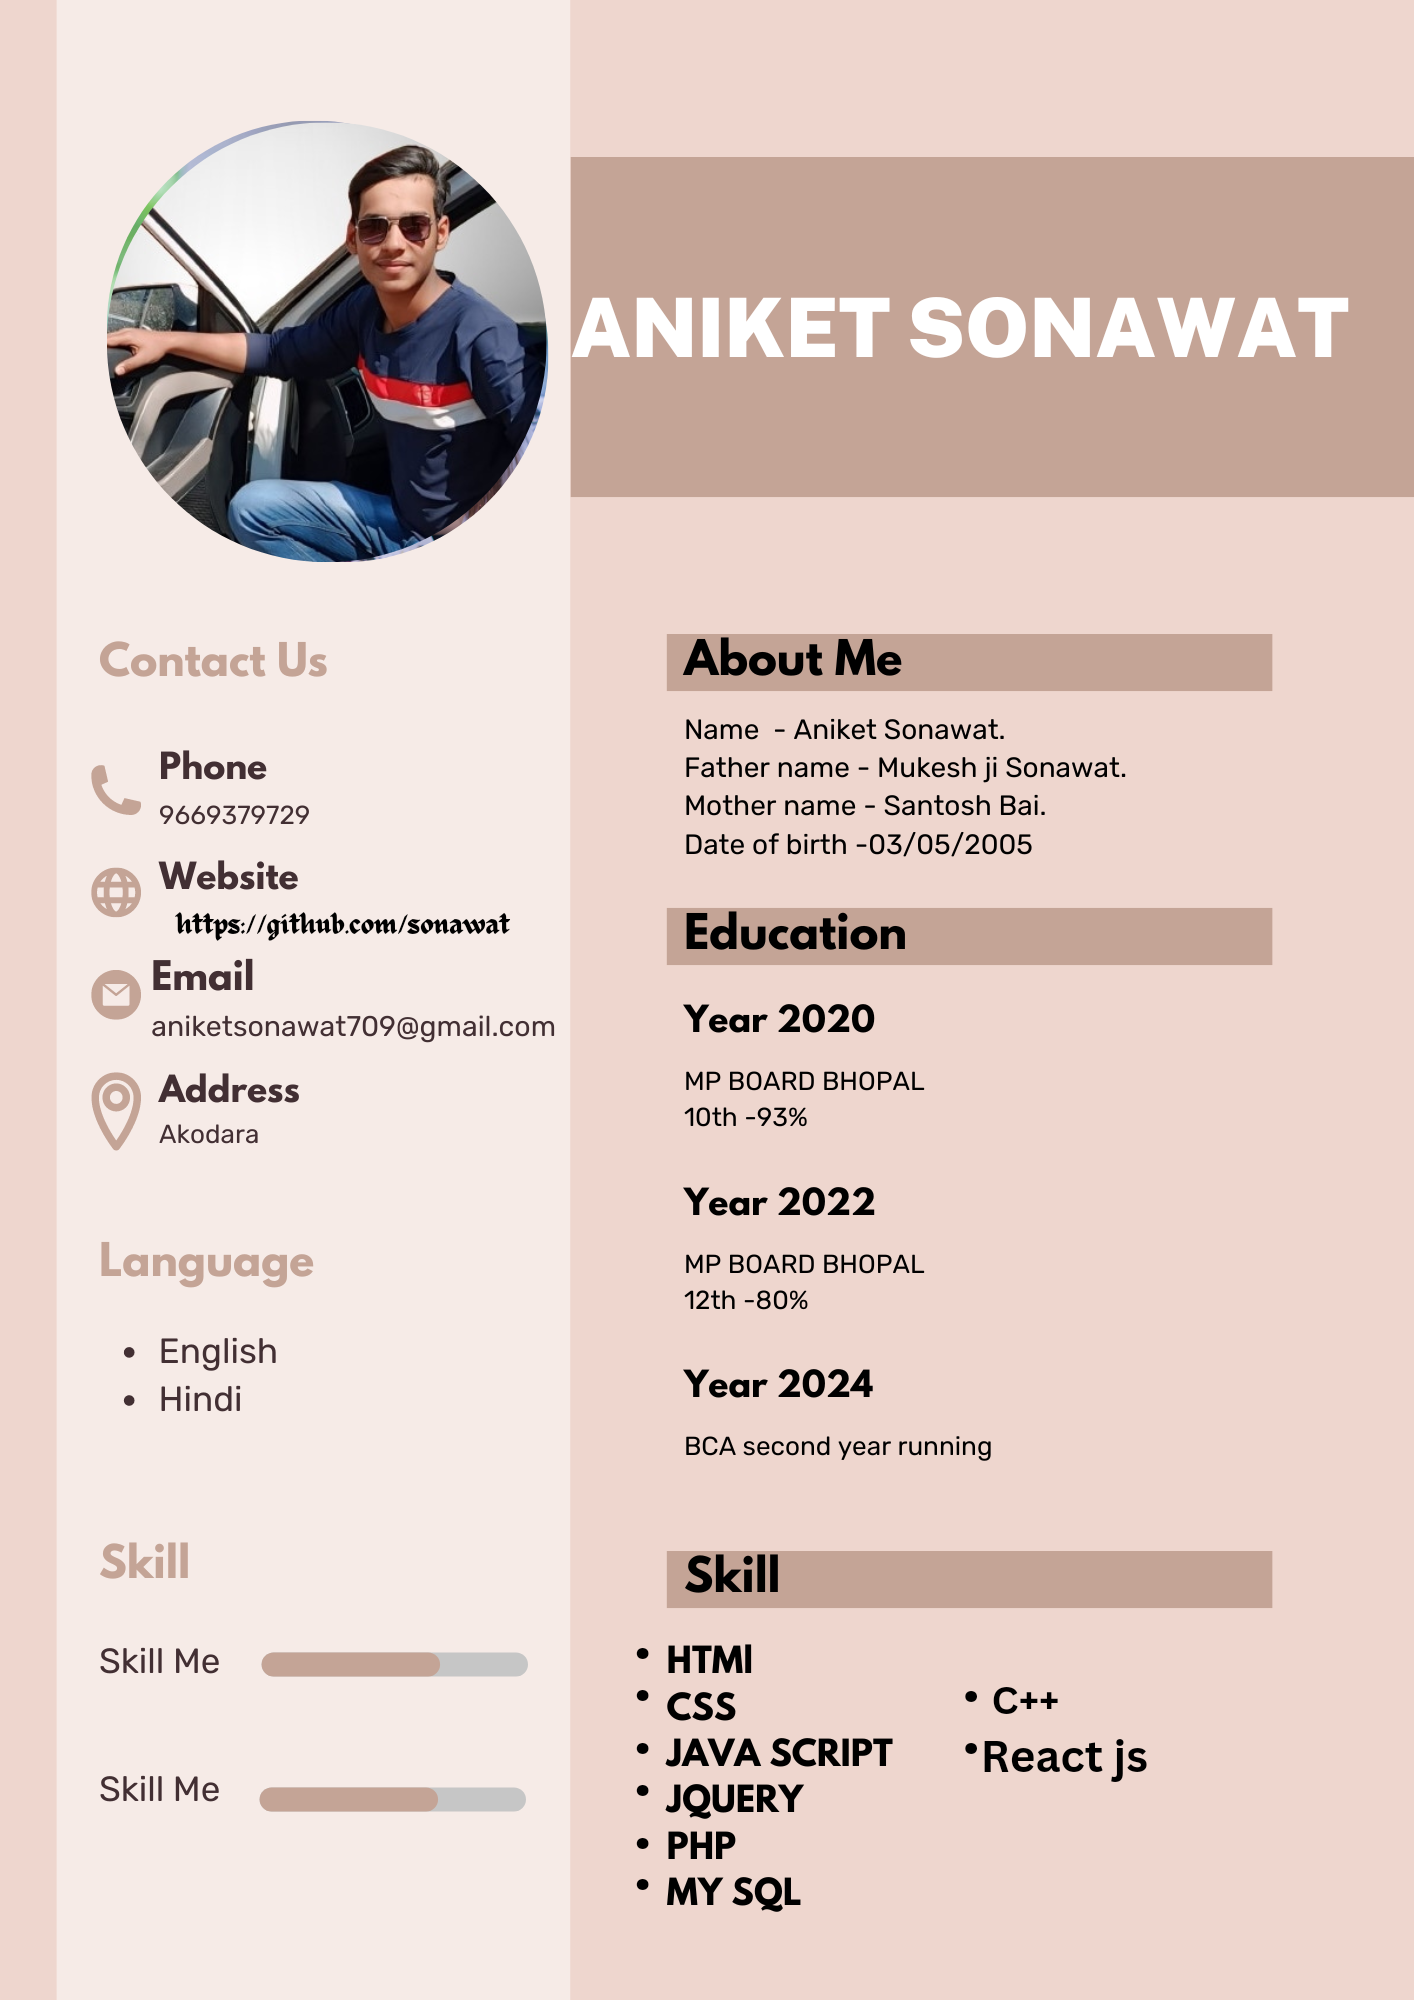 ANIKET SONAWAT
Contact Us
Phone
9669379729
Website
https://github.com/sonawat
Email
aniketsonawat709@gmail.com
Address
Akodara
Language
• English
• Hindi
Skill
Skill Me
Skill Me
About Me
Name  - Aniket Sonawat.
Father name - Mukesh ji Sonawat.
Mother name - Santosh Bai.
Date of birth -03/05/2005
Education
Year 2020
MP BOARD BHOPAL
10th -93%
Year 2022
MP BOARD BHOPAL
12th -80%
Year 2024
BCA second year running
Skill
• HTMl
• CSS
• JAVA SCRIPT
• JQUERY
• PHP
• MY SQL
• C++
• React js